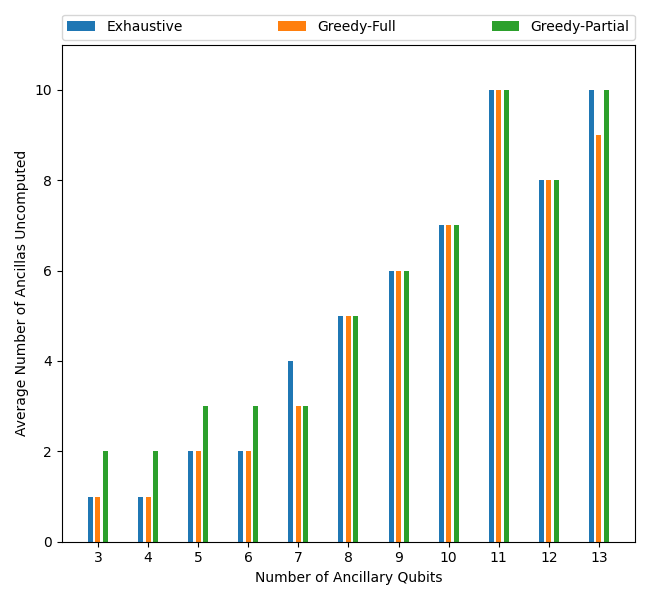 Exhaustive Greedy-Full Greedy-Partial
10
8
6
4
2
0
Average Number of Ancillas Uncomputed
3 4 5 6 7 8 9 10 11 12 13
Number of Ancillary Qubits